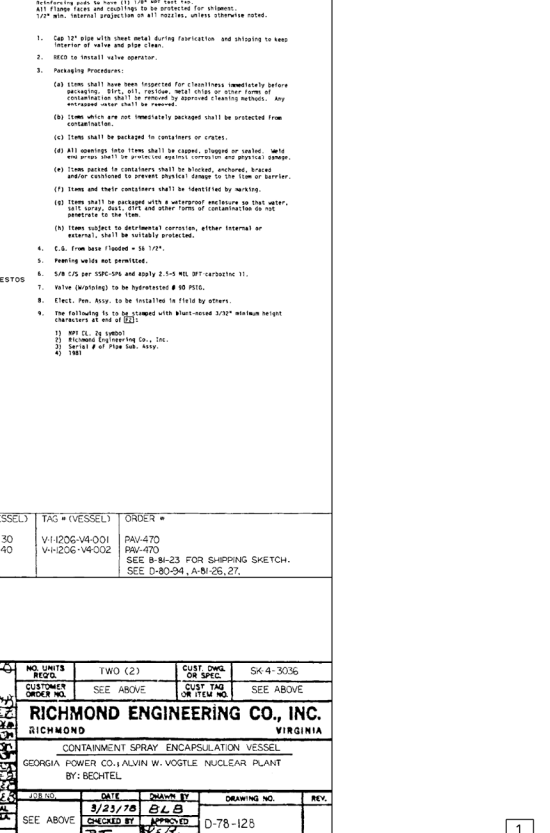 Reinforcing pads to have (1) 1/8" NPT test tap.
All flange faces and couplings to be protected for shipment.
1/2" min. internal projection on all nozzles, unless otherwise noted.
1. Cap 12" pipe with sheet metal during fabrication and shipping to keep
interior of valve and pipe clean.
2. RECO to install valve operator.
3. Packaging Procedures:
(a) Items shall have been inspected for cleanliness immediately before
packaging. Dirt, oil, residue, metal chips or other forms of
contamination shall be removed by approved cleaning methods. Any
entrapped water shall be removed.
(b) Items which are not immediately packaged shall be protected from
contamination.
(c) Items shall be packaged in containers or crates.
(d) All openings into items shall be capped, plugged or sealed. Weld
end preps shall be protected against corrosion and physical damage.
(e) Items packed in containers shall be blocked, anchored, braced
and/or cushioned to prevent physical damage to the item or barrier.
(f) Items and their containers shall be identified by marking.
(g) Items shall be packaged with a waterproof enclosure so that water,
salt spray, dust, dirt and other forms of contamination do not
penetrate to the item.
(h) Items subject to detrimental corrosion, either internal or
external, shall be suitably protected.
4. C.G. from base flooded = 56 1/2".
5. Peening welds not permitted.
ESTOS
6. S/B C/S per SSPC-SP6 and apply 2.5-5 MIL DFT-carbozinc 11.
7. Valve (W/piping) to be hydrotested @ 90 PSIG.
8. Elect. Pen. Assy. to be installed in field by others.
9. The following is to be stamped with blunt-nosed 3/32" minimum height
characters at end of P2:
1) NPT CL. 2q symbol
2) Richmond Engineering Co., Inc.
3) Serial # of Pipe Sub. Assy.
4) 1981
ESSEL) TAG # (VESSEL) ORDER #
30 V-1-1206-V4-001 PAV-470
40 V-1-1206-V4-002 PAV-470
SEE B-81-23 FOR SHIPPING SKETCH.
SEE D-80-94, A-81-26, 27.
NO. UNITS REQ'D. TWO (2) CUST. DWG. OR SPEC. SK-4-3036
CUSTOMER ORDER NO. SEE ABOVE CUST TAG OR ITEM NO. SEE ABOVE
RICHMOND ENGINEERING CO., INC.
RICHMOND VIRGINIA
CONTAINMENT SPRAY ENCAPSULATION VESSEL
GEORGIA POWER CO.; ALVIN W. VOGTLE NUCLEAR PLANT
BY: BECHTEL
JOB NO. DATE DRAWN BY DRAWING NO. REV.
3/23/78 BLB
SEE ABOVE CHECKED BY APPROVED D-78-128
1